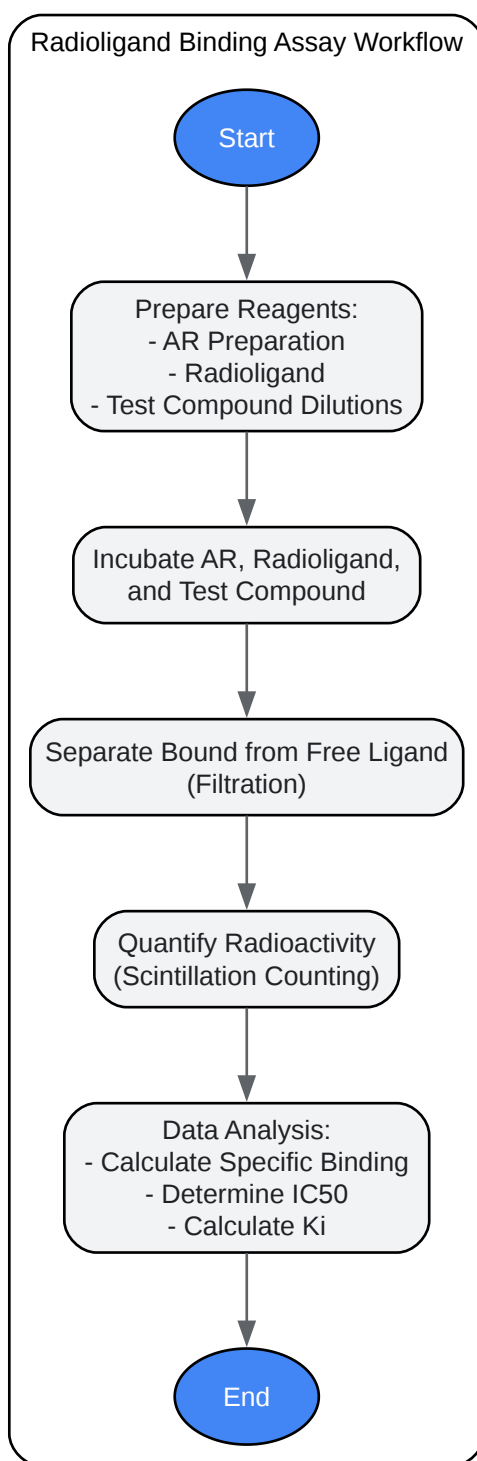 Radioligand Binding Assay Workflow
Start
Prepare Reagents:
- AR Preparation
- Radioligand
- Test Compound Dilutions
Incubate AR, Radioligand,
and Test Compound
Separate Bound from Free Ligand
(Filtration)
Quantify Radioactivity
(Scintillation Counting)
Data Analysis:
- Calculate Specific Binding
- Determine IC50
- Calculate Ki
End